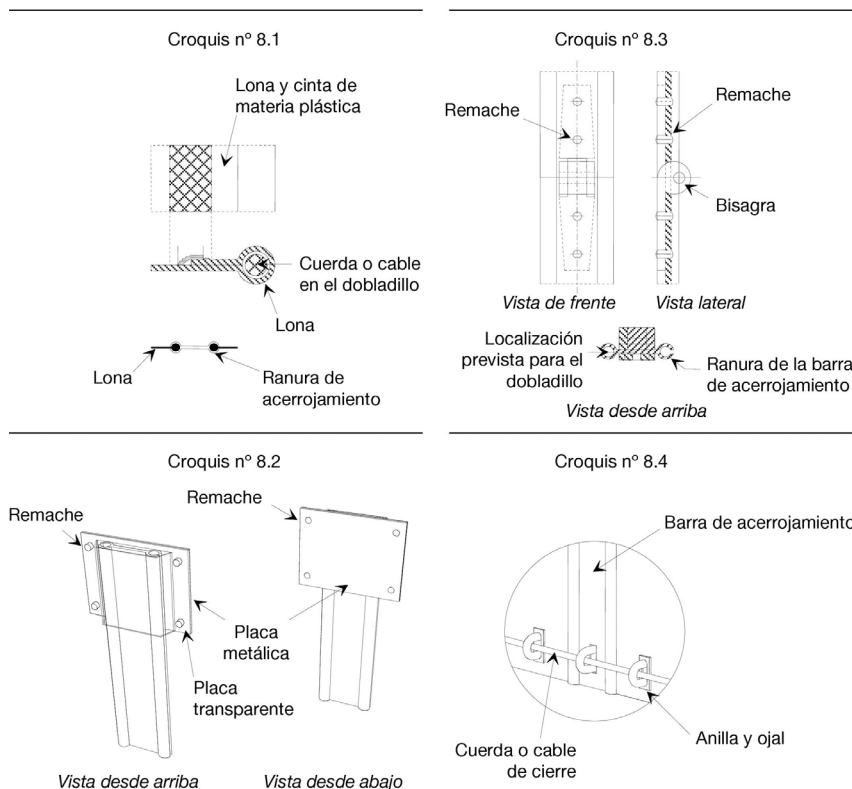 Croquis nº 8.1
Lona y cinta de
materia plástica
Cuerda o cable
en el dobladillo
Lona
Lona
Ranura de
acerrojamiento
Croquis nº 8.3
Remache
Remache
Bisagra
Vista de frente
Vista lateral
Localización
prevista para el
dobladillo
Ranura de la barra
de acerrojamiento
Vista desde arriba
Croquis nº 8.2
Remache
Remache
Placa
metálica
Placa
transparente
Vista desde arriba
Vista desde abajo
Croquis nº 8.4
Barra de acerrojamiento
Anilla y ojal
Cuerda o cable
de cierre